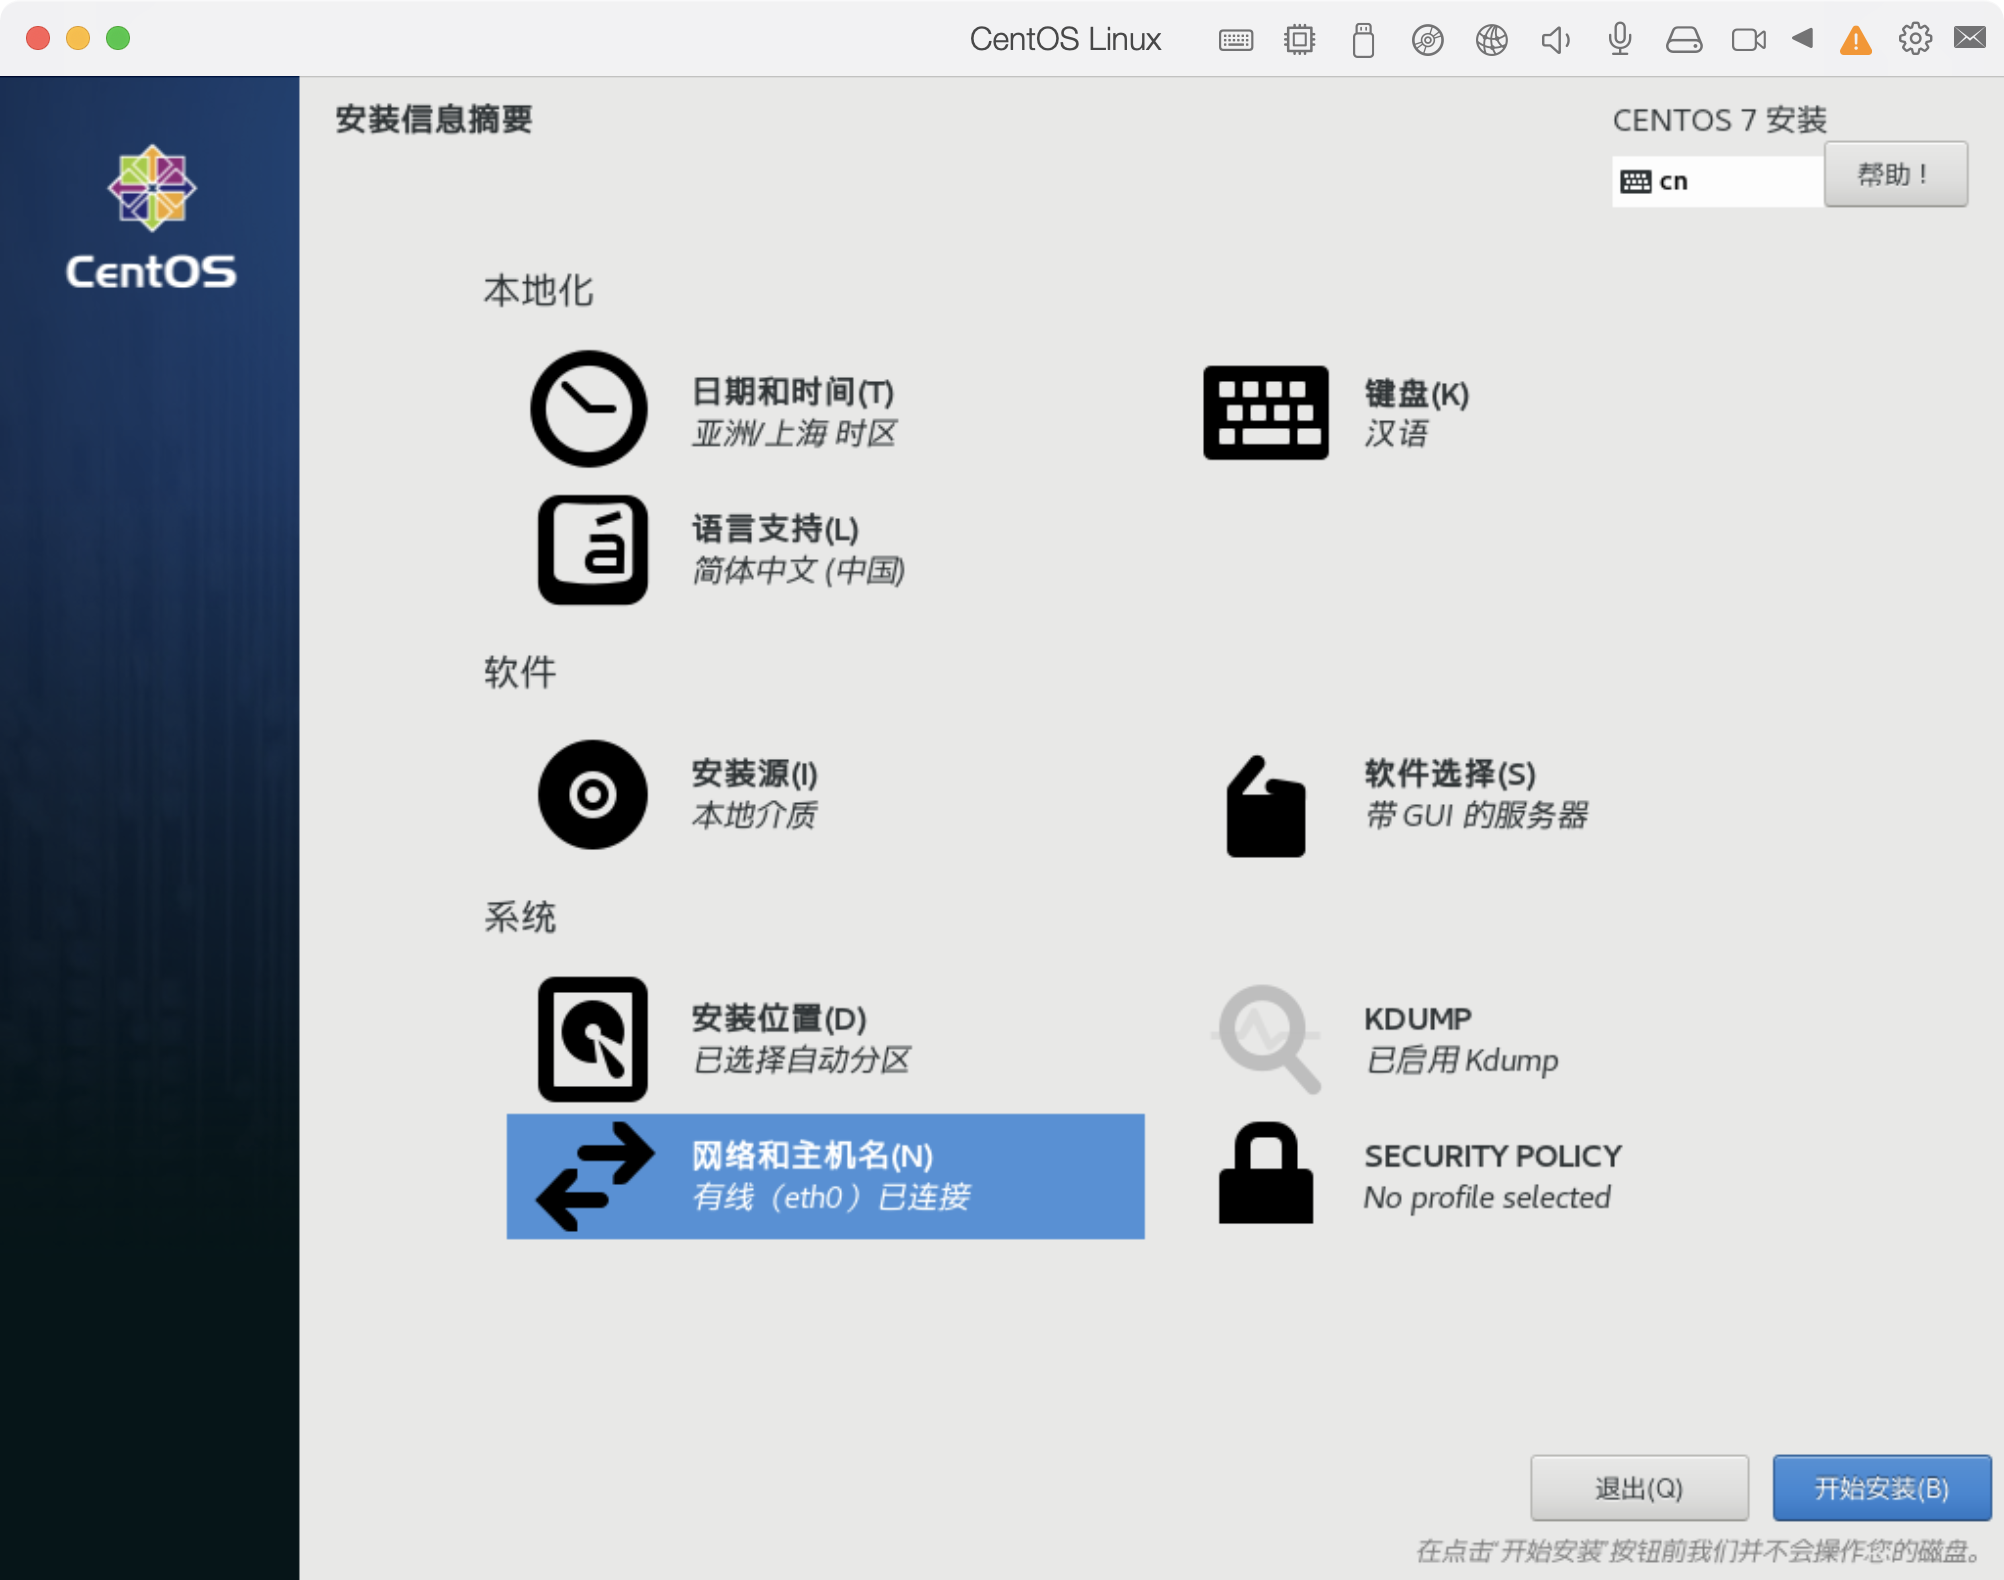 CentOS Linux
安装信息摘要
CENTOS 7 安装
cn
帮助！
CentOS
本地化
日期和时间(T)
亚洲/上海 时区
键盘(K)
汉语
á
语言支持(L)
简体中文 (中国)
软件
安装源(I)
本地介质
软件选择(S)
带 GUI 的服务器
系统
安装位置(D)
已选择自动分区
KDUMP
已启用 Kdump
网络和主机名(N)
有线（eth0）已连接
SECURITY POLICY
No profile selected
退出(Q)
开始安装(B)
在点击“开始安装”按钮前我们并不会操作您的磁盘。